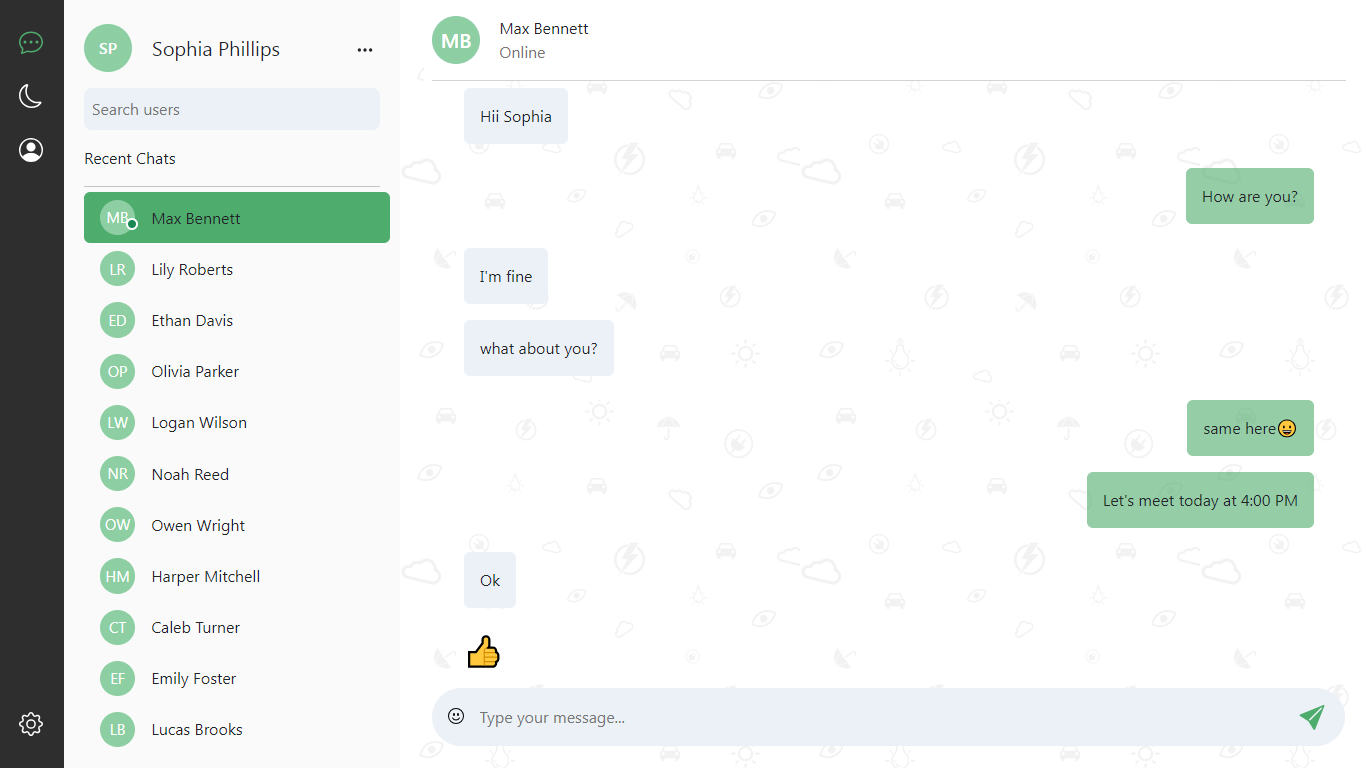 SP
Sophia Phillips
Search users
Recent Chats
MB
Max Bennett
LR
Lily Roberts
ED
Ethan Davis
OP
Olivia Parker
LW
Logan Wilson
NR
Noah Reed
OW
Owen Wright
HM
Harper Mitchell
CT
Caleb Turner
EF
Emily Foster
LB
Lucas Brooks
MB
Max Bennett
Online
Hii Sophia
How are you?
I'm fine
what about you?
same here😀
Let's meet today at 4:00 PM
Ok
👍
Type your message...